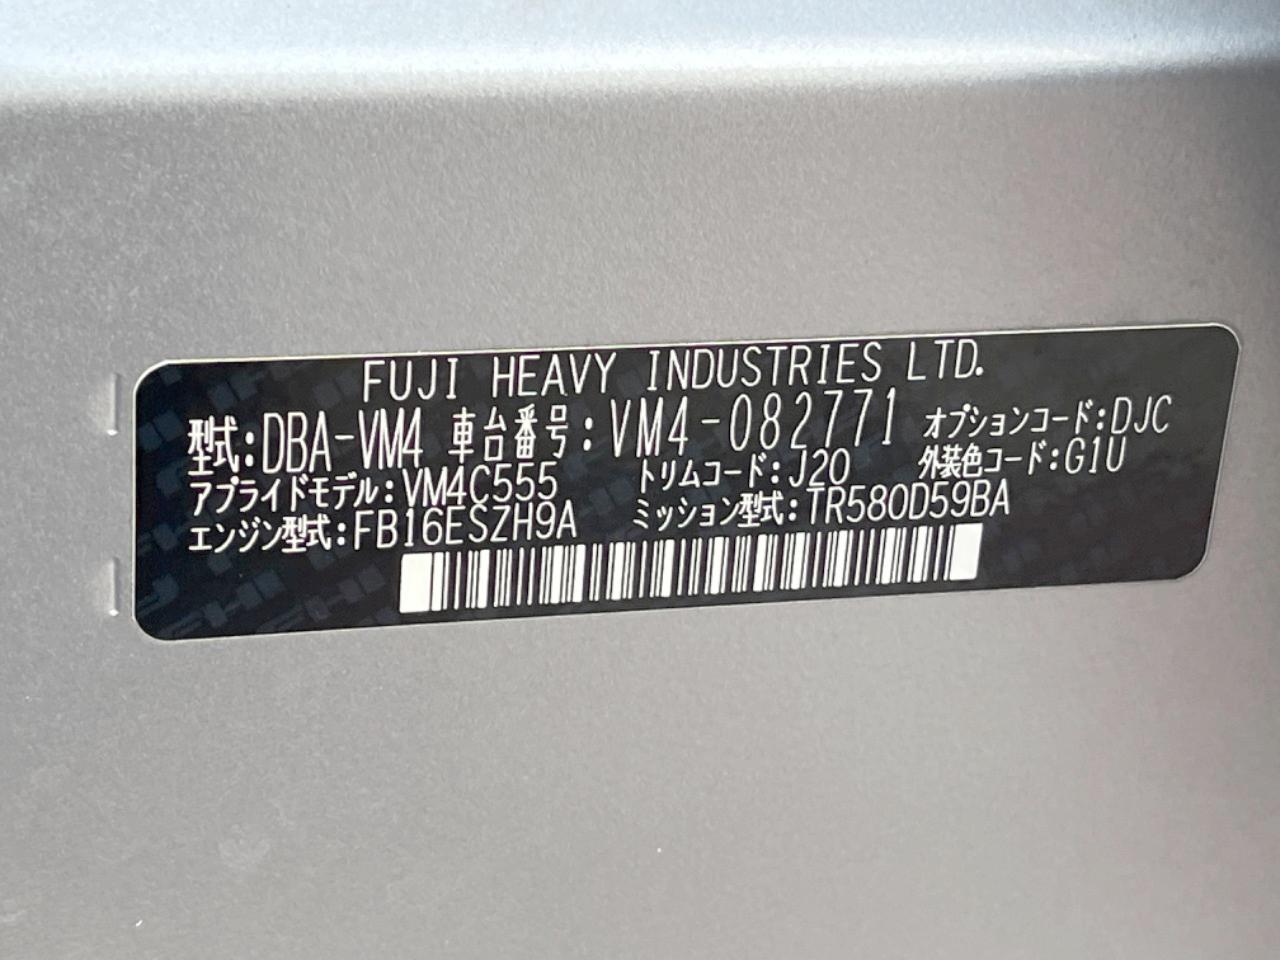 FUJI HEAVY INDUSTRIES LTD.
型式:DBA-VM4 車台番号:VM4-082771 オプションコード:DJC
アプライドモデル:VM4C555 トリムコード:J20 外装色コード:G1U
エンジン型式:FB16ESZH9A ミッション型式:TR580D59BA